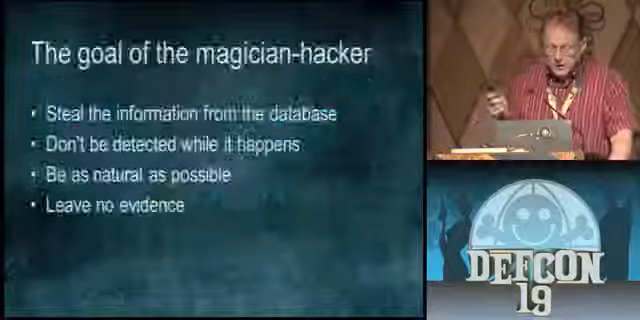 The goal of the magician-hacker
• Steal the information from the database
• Don't be detected while it happens
• Be as natural as possible
• Leave no evidence
DEFCON
19